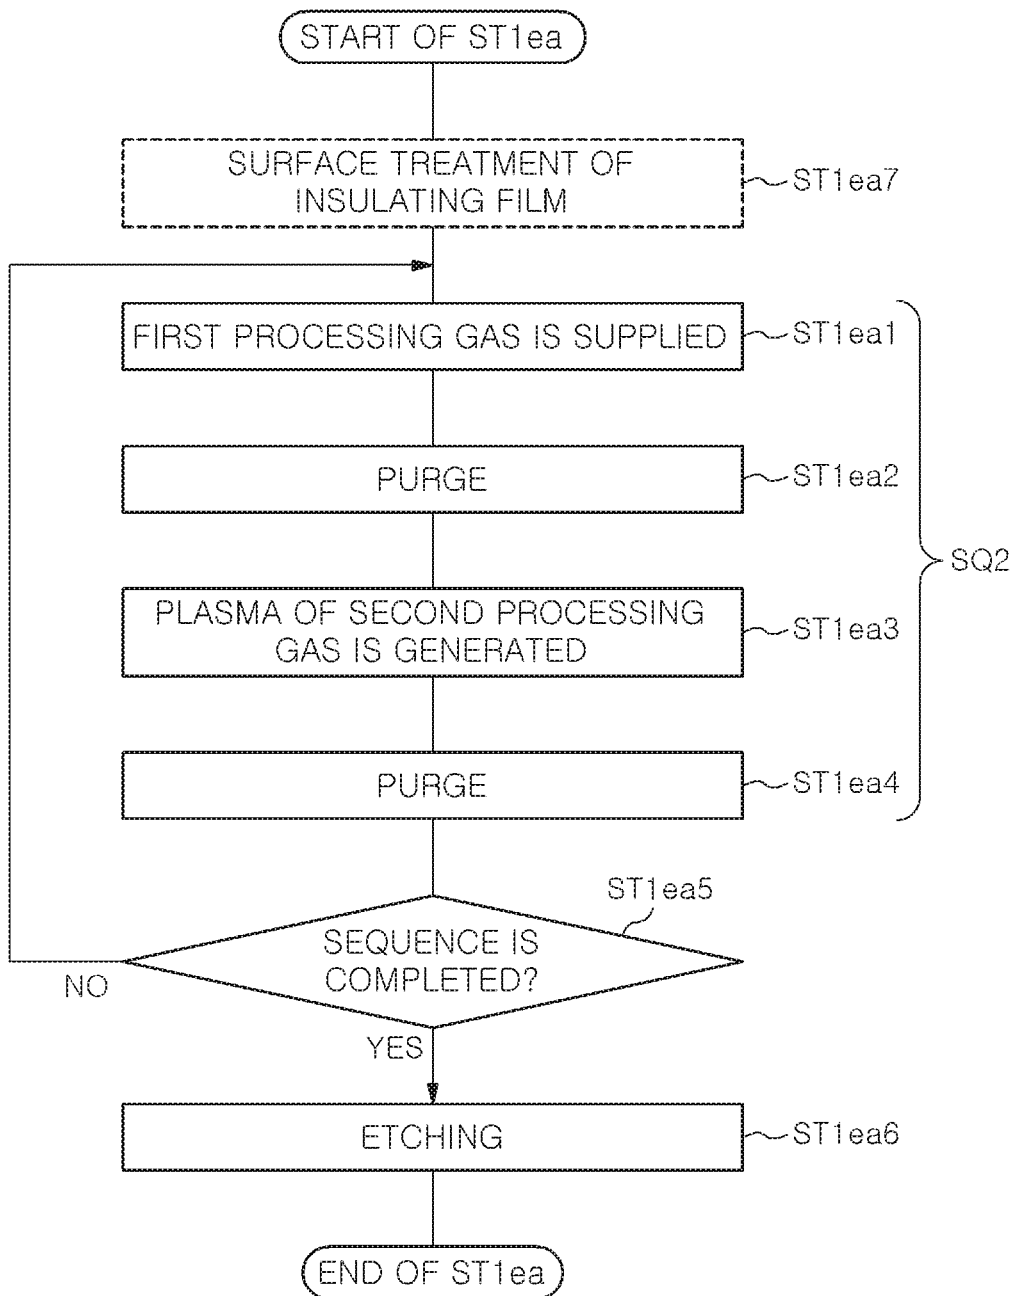 START OF ST1ea
SURFACE TREATMENT OF
INSULATING FILM
ST1ea7
FIRST PROCESSING GAS IS SUPPLIED
ST1ea1
PURGE
ST1ea2
SQ2
PLASMA OF SECOND PROCESSING
GAS IS GENERATED
ST1ea3
PURGE
ST1ea4
ST1ea5
SEQUENCE IS
COMPLETED?
NO
YES
ETCHING
ST1ea6
END OF ST1ea